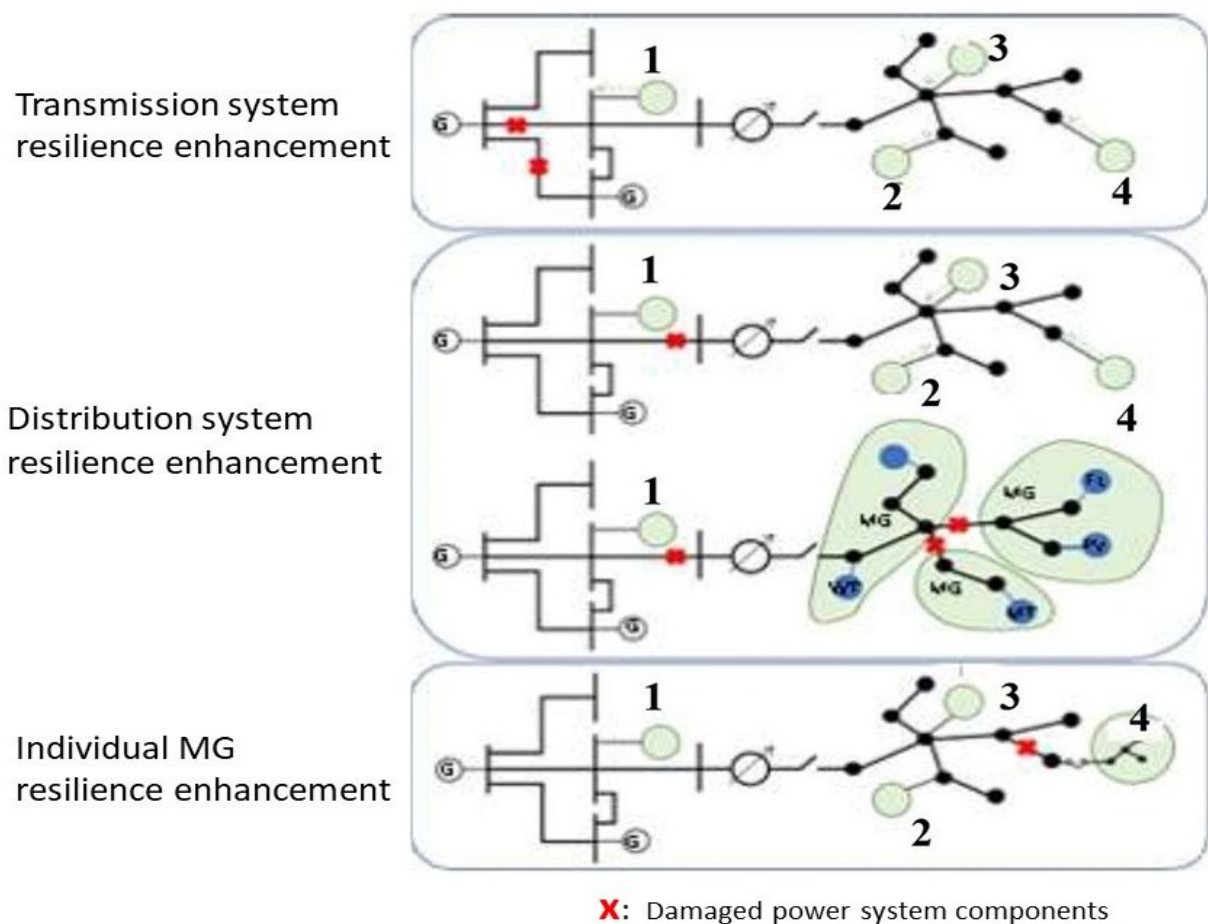 Transmission system
resilience enhancement
1
3
G
G
2
4
Distribution system
resilience enhancement
1
3
G
G
2
4
1
MG
MG
MG
G
WT
PV
MT
G
Individual MG
resilience enhancement
1
3
4
G
2
G
X: Damaged power system components